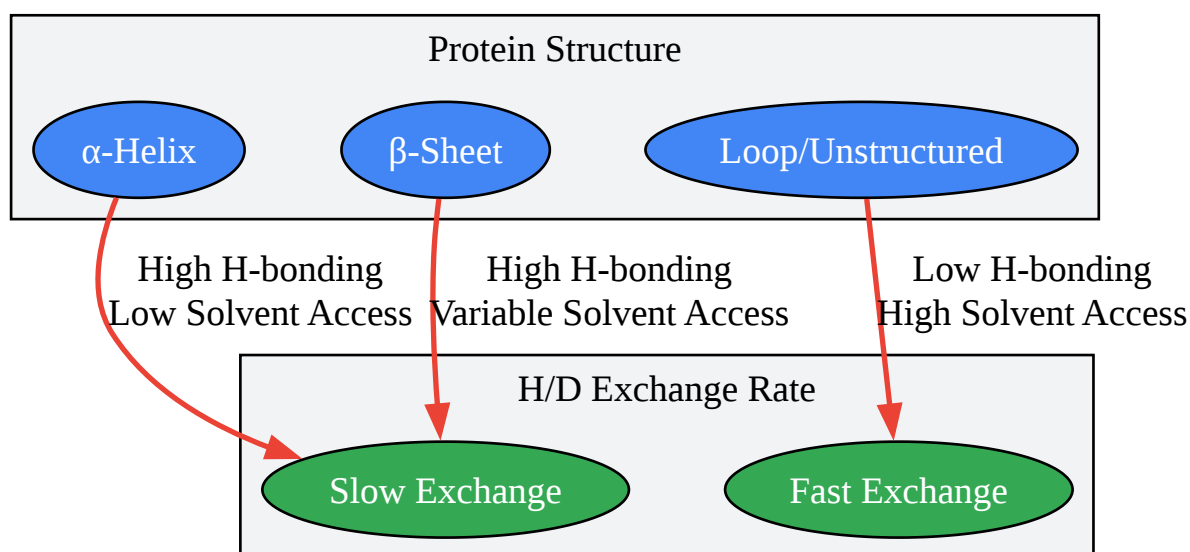 Protein Structure
α-Helix
β-Sheet
Loop/Unstructured
High H-bonding
Low Solvent Access
High H-bonding
Variable Solvent Access
Low H-bonding
High Solvent Access
H/D Exchange Rate
Slow Exchange
Fast Exchange